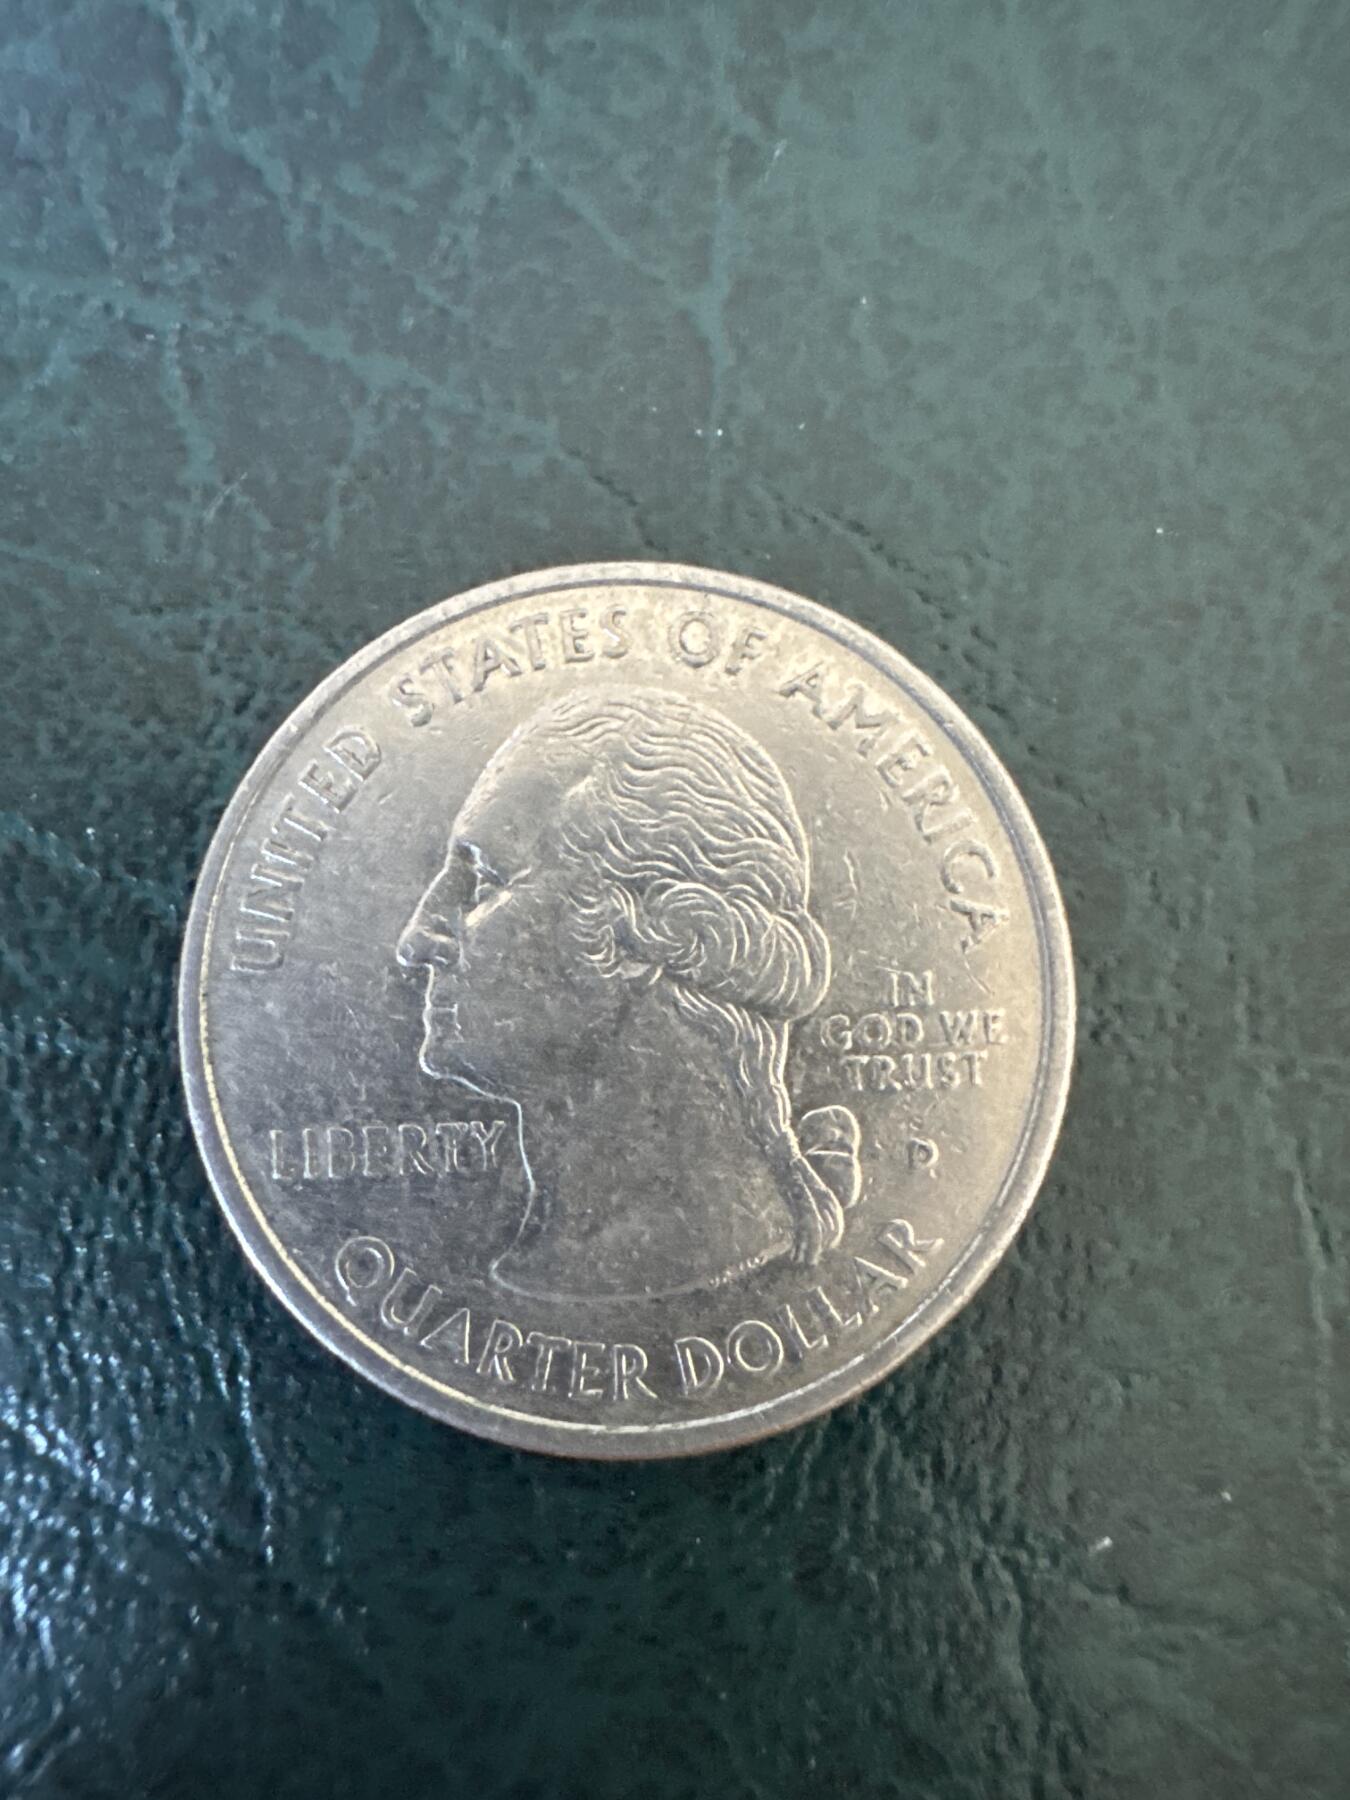 UNITED STATES OF AMERICA
IN
GOD WE
TRUST
LIBERTY
P
QUARTER DOLLAR